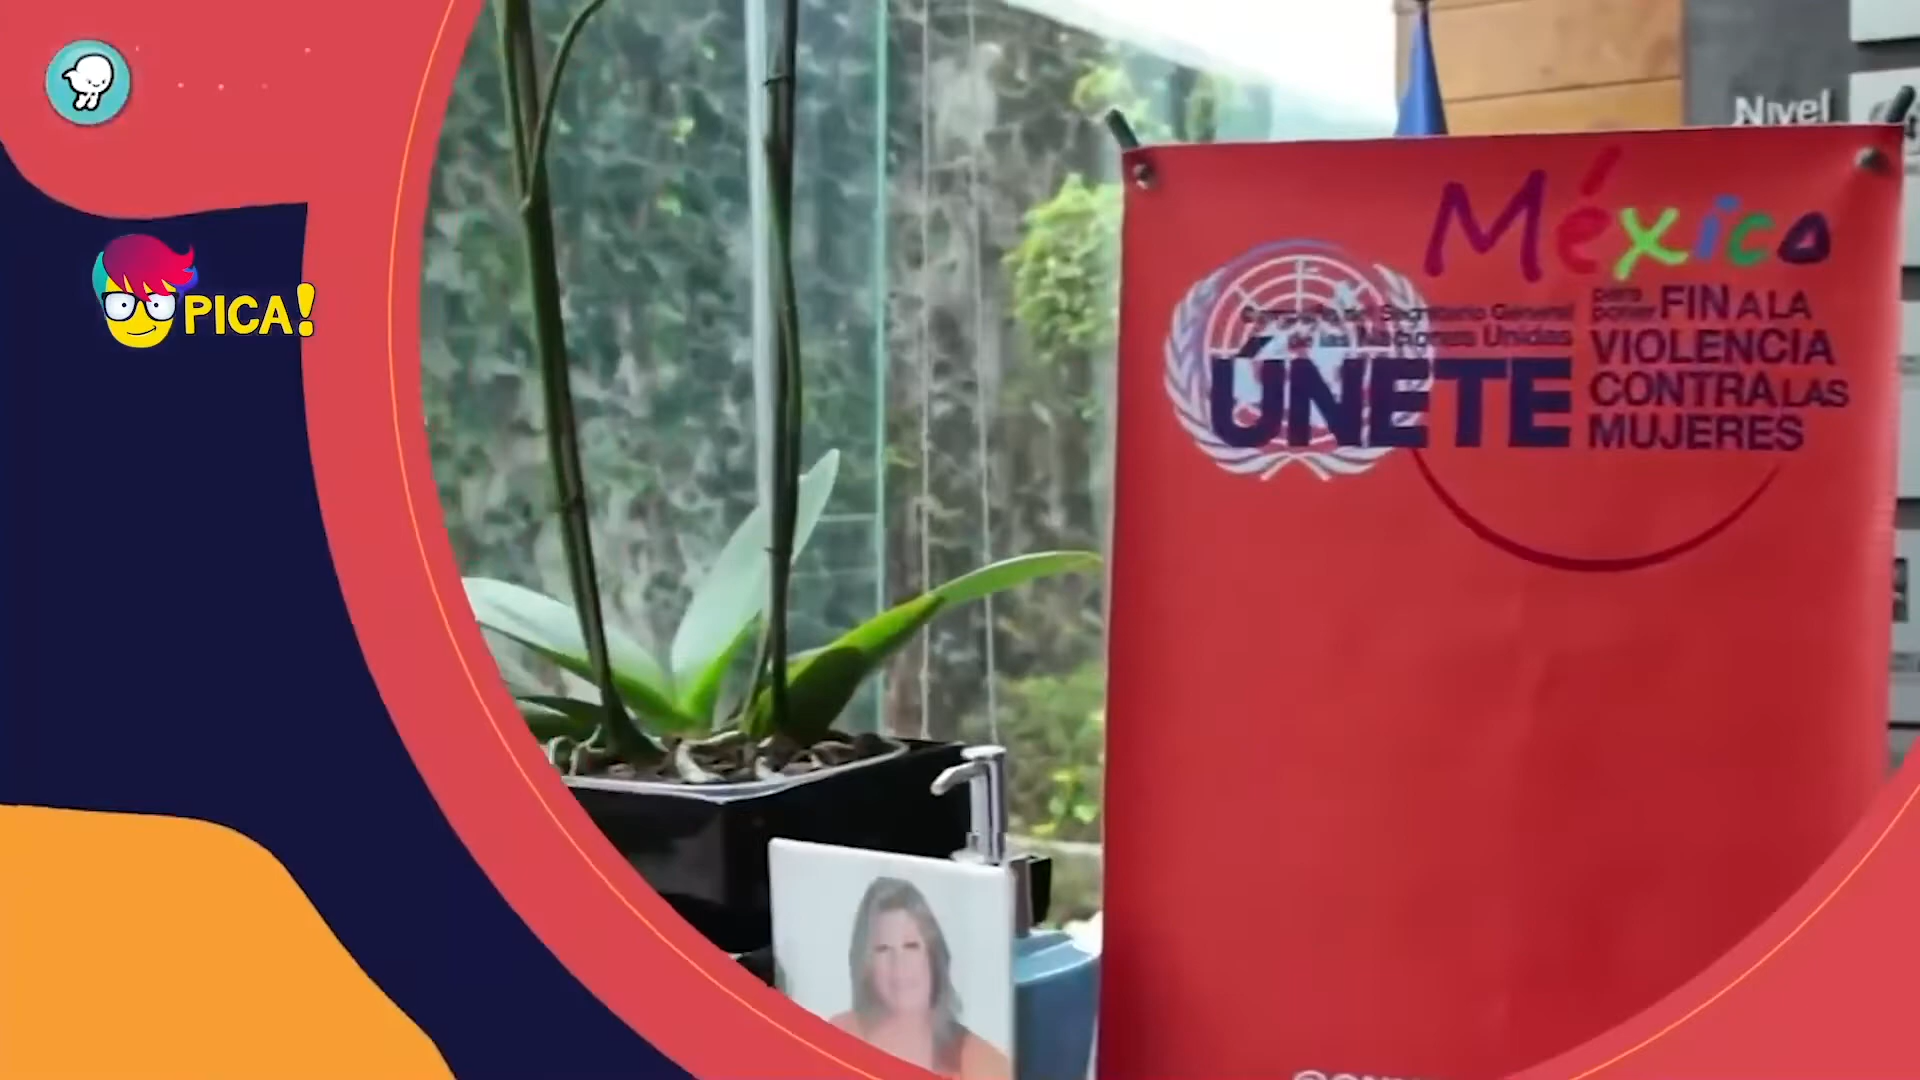 PICA!
Nivel
México
Campaña del Secretario General
de las Naciones Unidas
ÚNETE
para
poner FIN A LA
VIOLENCIA
CONTRA LAS
MUJERES